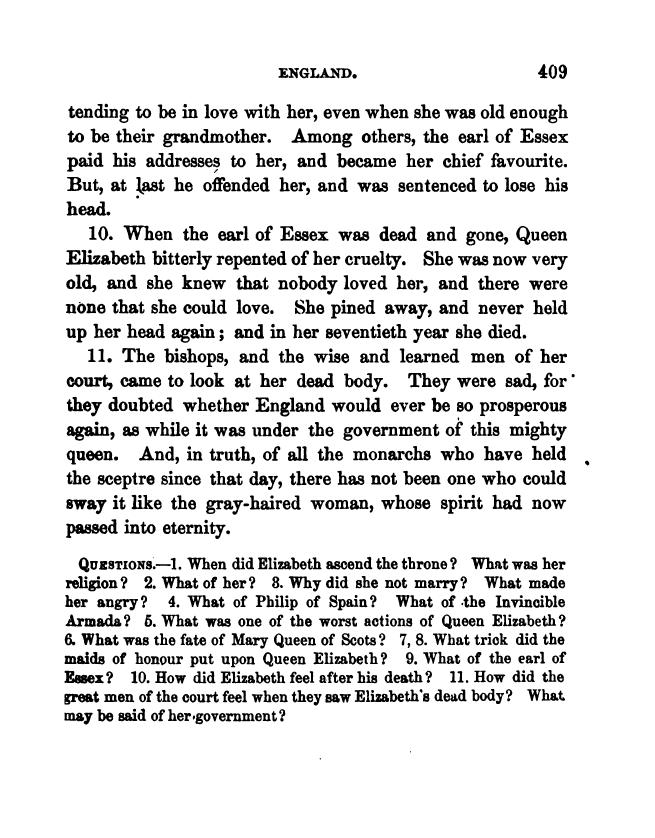 ENGLAND. 409
tending to be in love with her, even when she was old enough
to be their grandmother. Among others, the earl of Essex
paid his addresses to her, and became her chief favourite.
But, at last he offended her, and was sentenced to lose his
head.
10. When the earl of Essex was dead and gone, Queen
Elizabeth bitterly repented of her cruelty. She was now very
old, and she knew that nobody loved her, and there were
none that she could love. She pined away, and never held
up her head again; and in her seventieth year she died.
11. The bishops, and the wise and learned men of her
court, came to look at her dead body. They were sad, for
they doubted whether England would ever be so prosperous
again, as while it was under the government of this mighty
queen. And, in truth, of all the monarchs who have held
the sceptre since that day, there has not been one who could
sway it like the gray-haired woman, whose spirit had now
passed into eternity.
QUESTIONS.—1. When did Elizabeth ascend the throne? What was her
religion? 2. What of her? 3. Why did she not marry? What made
her angry? 4. What of Philip of Spain? What of the Invincible
Armada? 5. What was one of the worst actions of Queen Elizabeth?
6. What was the fate of Mary Queen of Scots? 7, 8. What trick did the
maids of honour put upon Queen Elizabeth? 9. What of the earl of
Essex? 10. How did Elizabeth feel after his death? 11. How did the
great men of the court feel when they saw Elizabeth's dead body? What
may be said of her government?